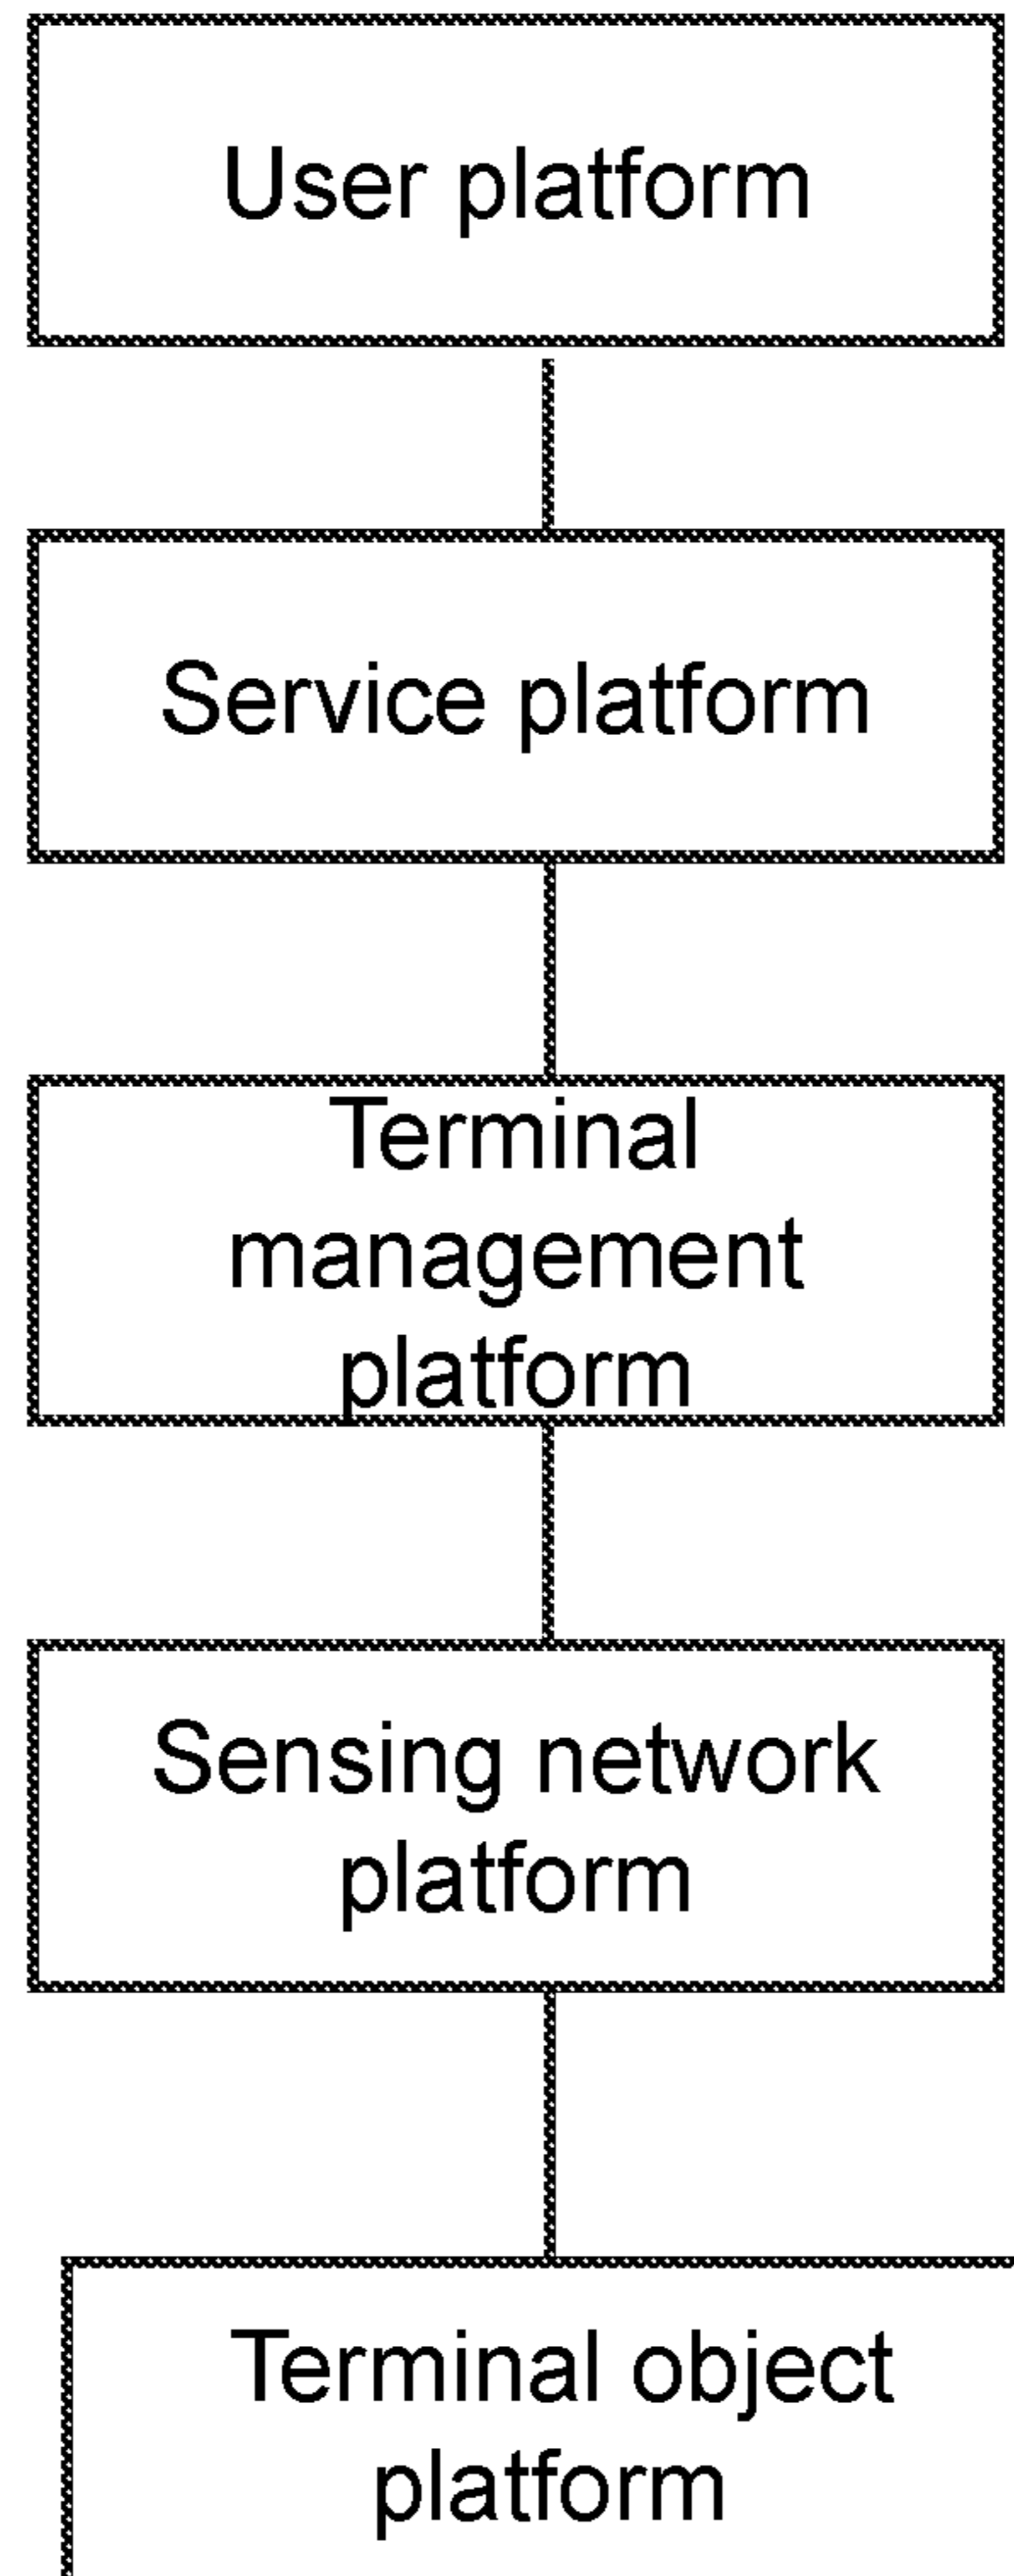 User platform
Service platform
Terminal
management
platform
Sensing network
platform
Terminal object
platform